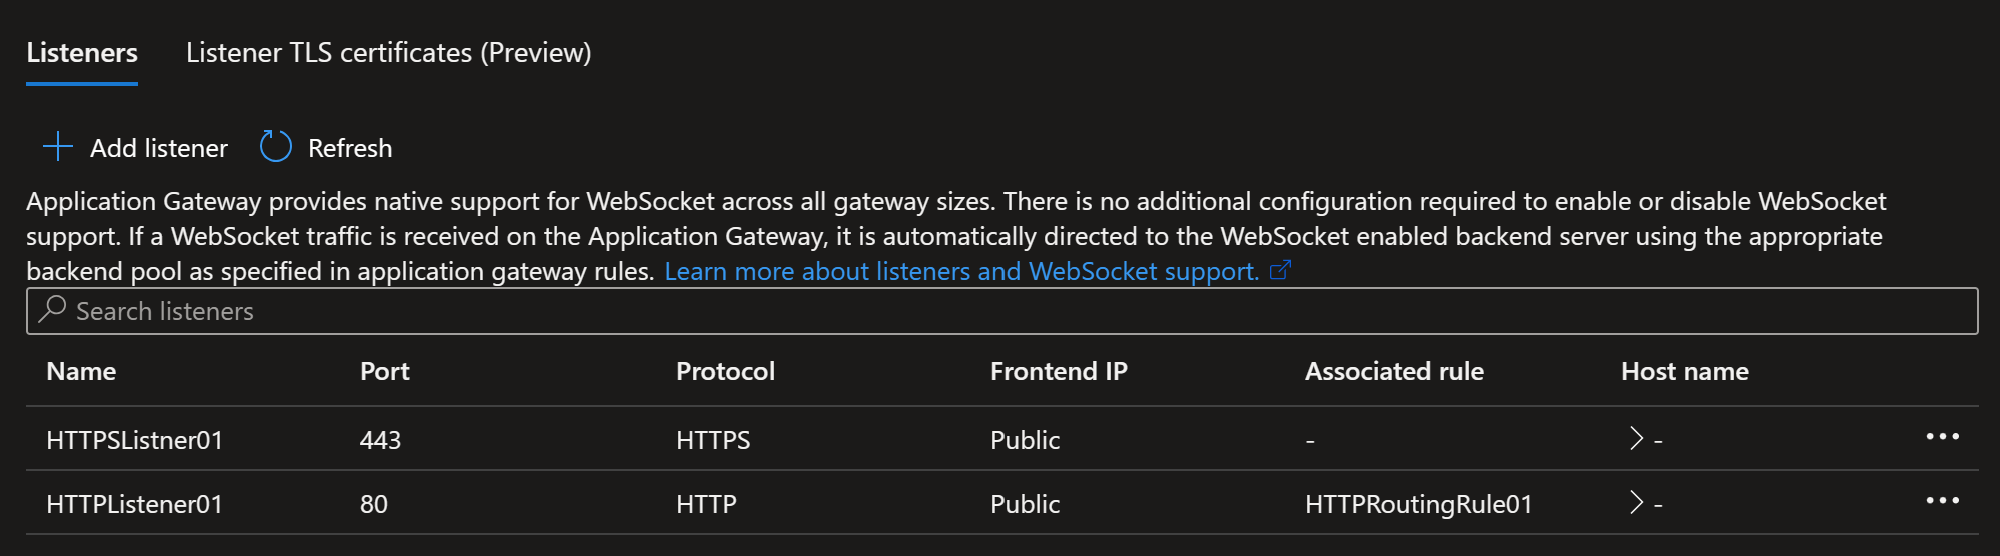 Listeners Listener TLS certificates (Preview)
Add listener Refresh
Application Gateway provides native support for WebSocket across all gateway sizes. There is no additional configuration required to enable or disable WebSocket
support. If a WebSocket traffic is received on the Application Gateway, it is automatically directed to the WebSocket enabled backend server using the appropriate
backend pool as specified in application gateway rules. Learn more about listeners and WebSocket support.
Search listeners
Name Port Protocol Frontend IP Associated rule Host name
HTTPSListner01 443 HTTPS Public - -
HTTPListener01 80 HTTP Public HTTPRoutingRule01 -